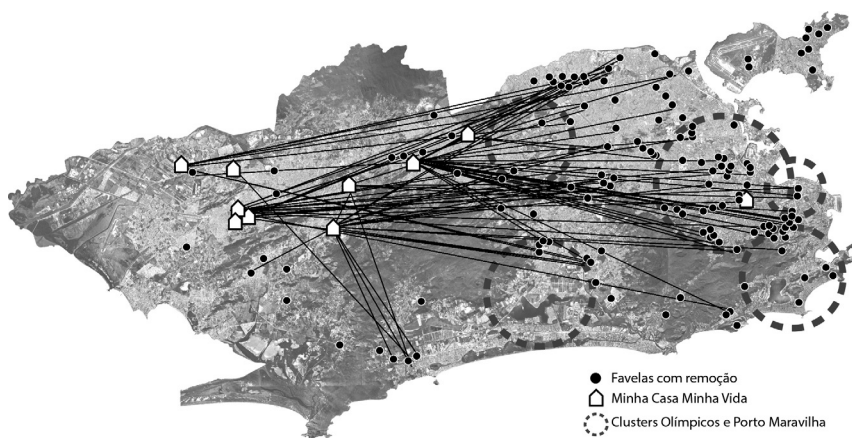 Favelas com remoção
Minha Casa Minha Vida
Clusters Olímpicos e Porto Maravilha